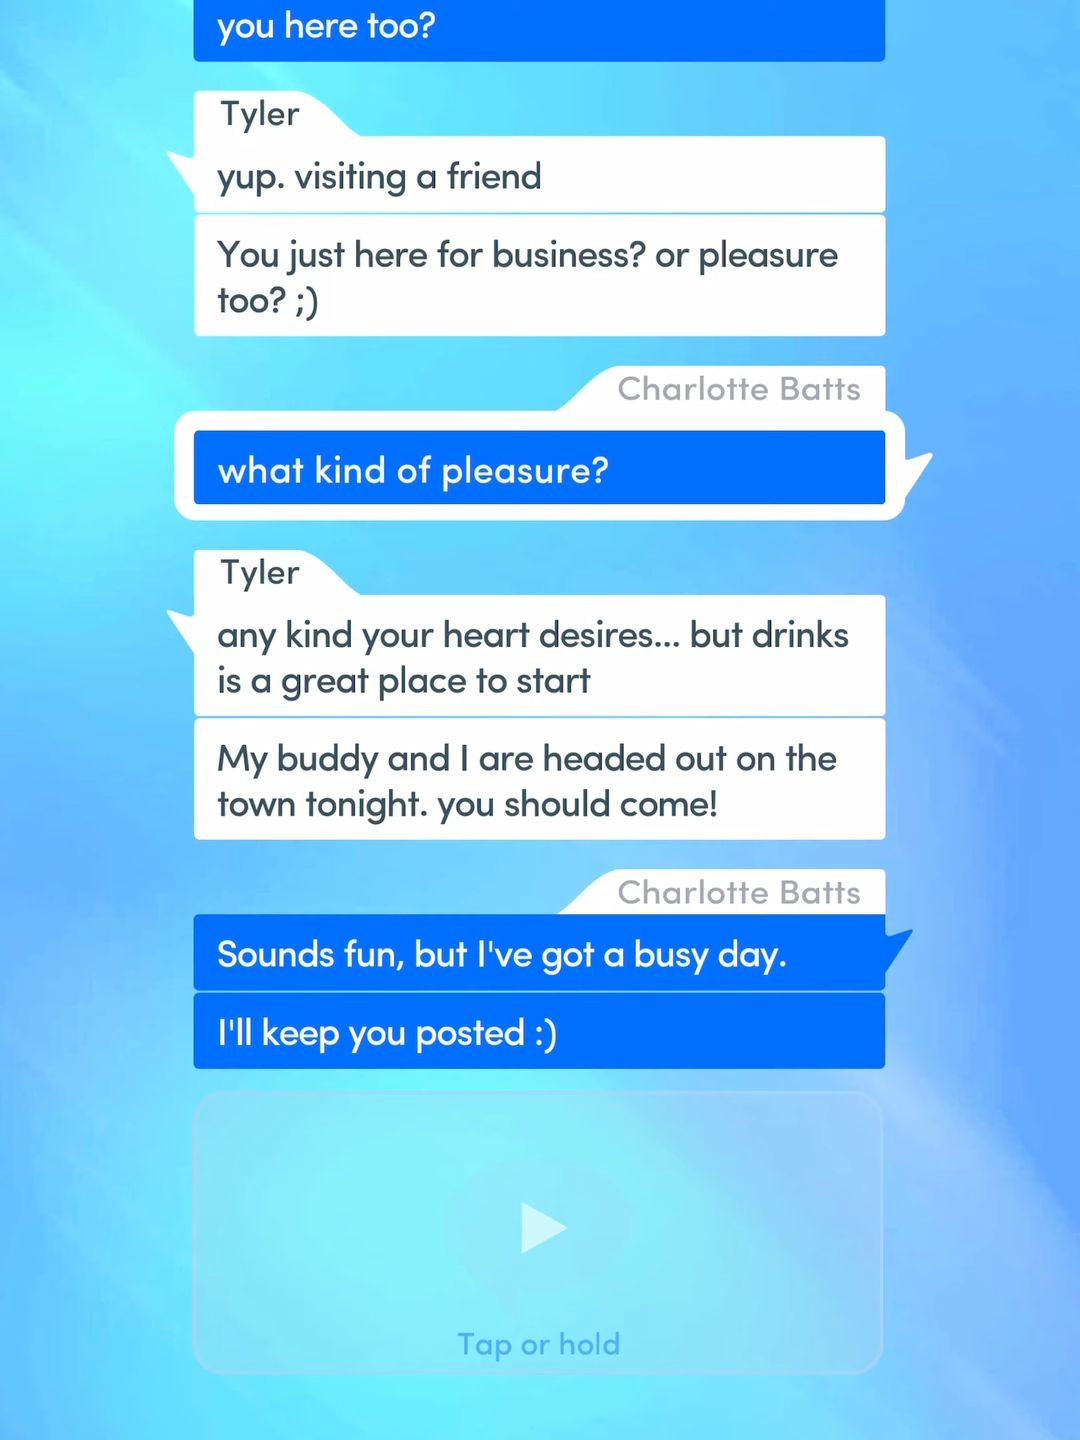 you here too?
Tyler
yup. visiting a friend
You just here for business? or pleasure
too? ;)
Charlotte Batts
what kind of pleasure?
Tyler
any kind your heart desires... but drinks
is a great place to start
My buddy and I are headed out on the
town tonight. you should come!
Charlotte Batts
Sounds fun, but I've got a busy day.
I'll keep you posted :)
Tap or hold